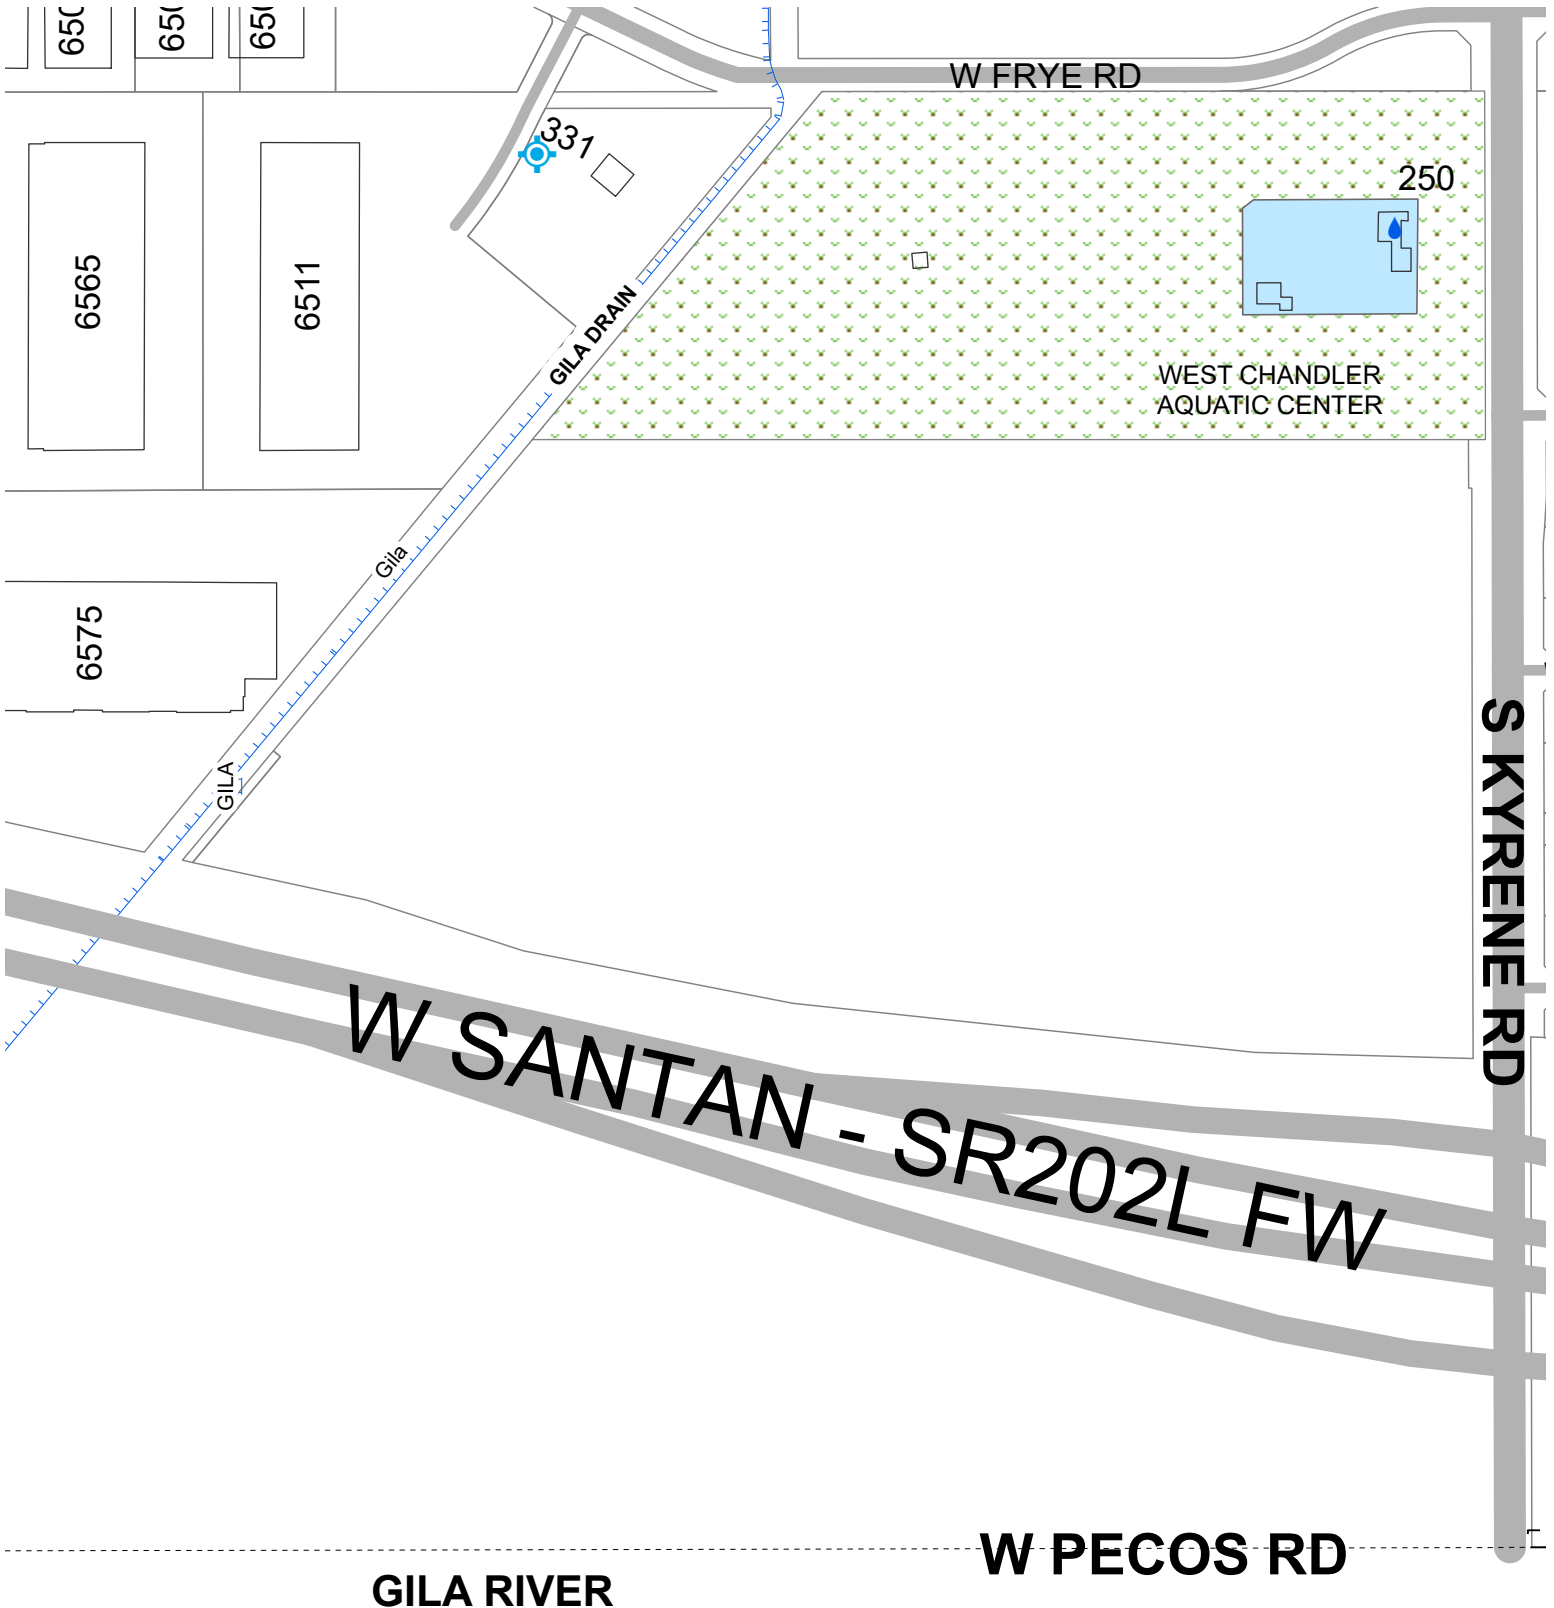 W FRYE RD
331
250
6565
6511
GILA DRAIN
WEST CHANDLER
AQUATIC CENTER
Gila
6575
S KYRENE RD
GILA
W SANTAN - SR202L FW
W PECOS RD
GILA RIVER